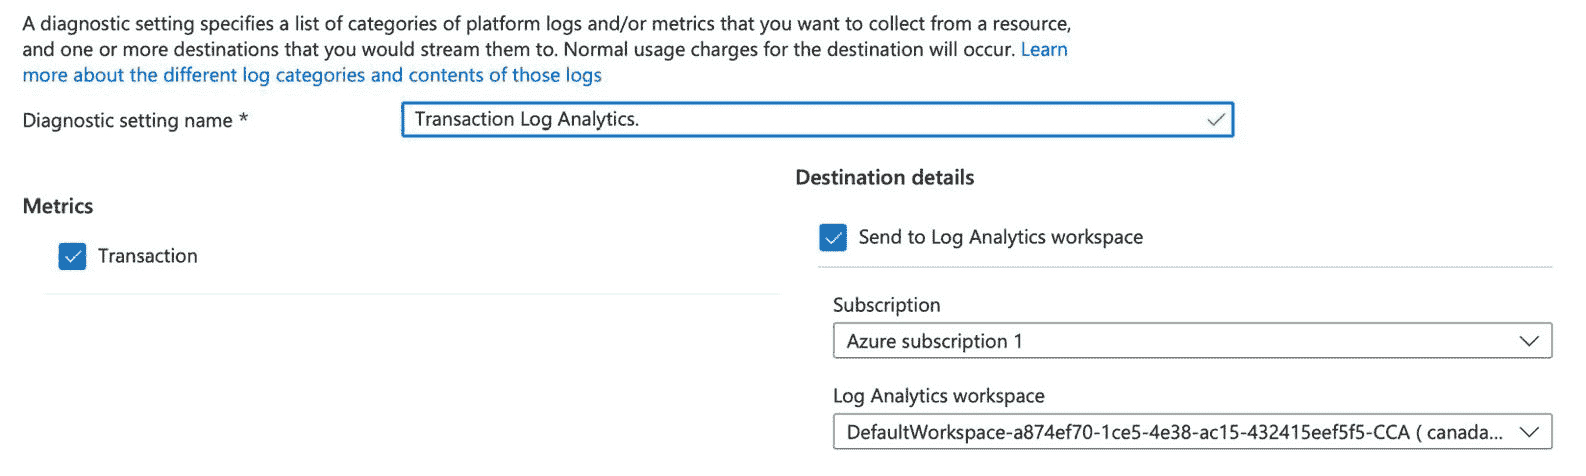 A diagnostic setting specifies a list of categories of platform logs and/or metrics that you want to collect from a resource,
and one or more destinations that you would stream them to. Normal usage charges for the destination will occur. Learn
more about the different log categories and contents of those logs
Diagnostic setting name *
Transaction Log Analytics.
Destination details
Metrics
Send to Log Analytics workspace
Transaction
Subscription
Azure subscription 1
Log Analytics workspace
DefaultWorkspace-a874ef70-1ce5-4e38-ac15-432415eef5f5-CCA ( canada...